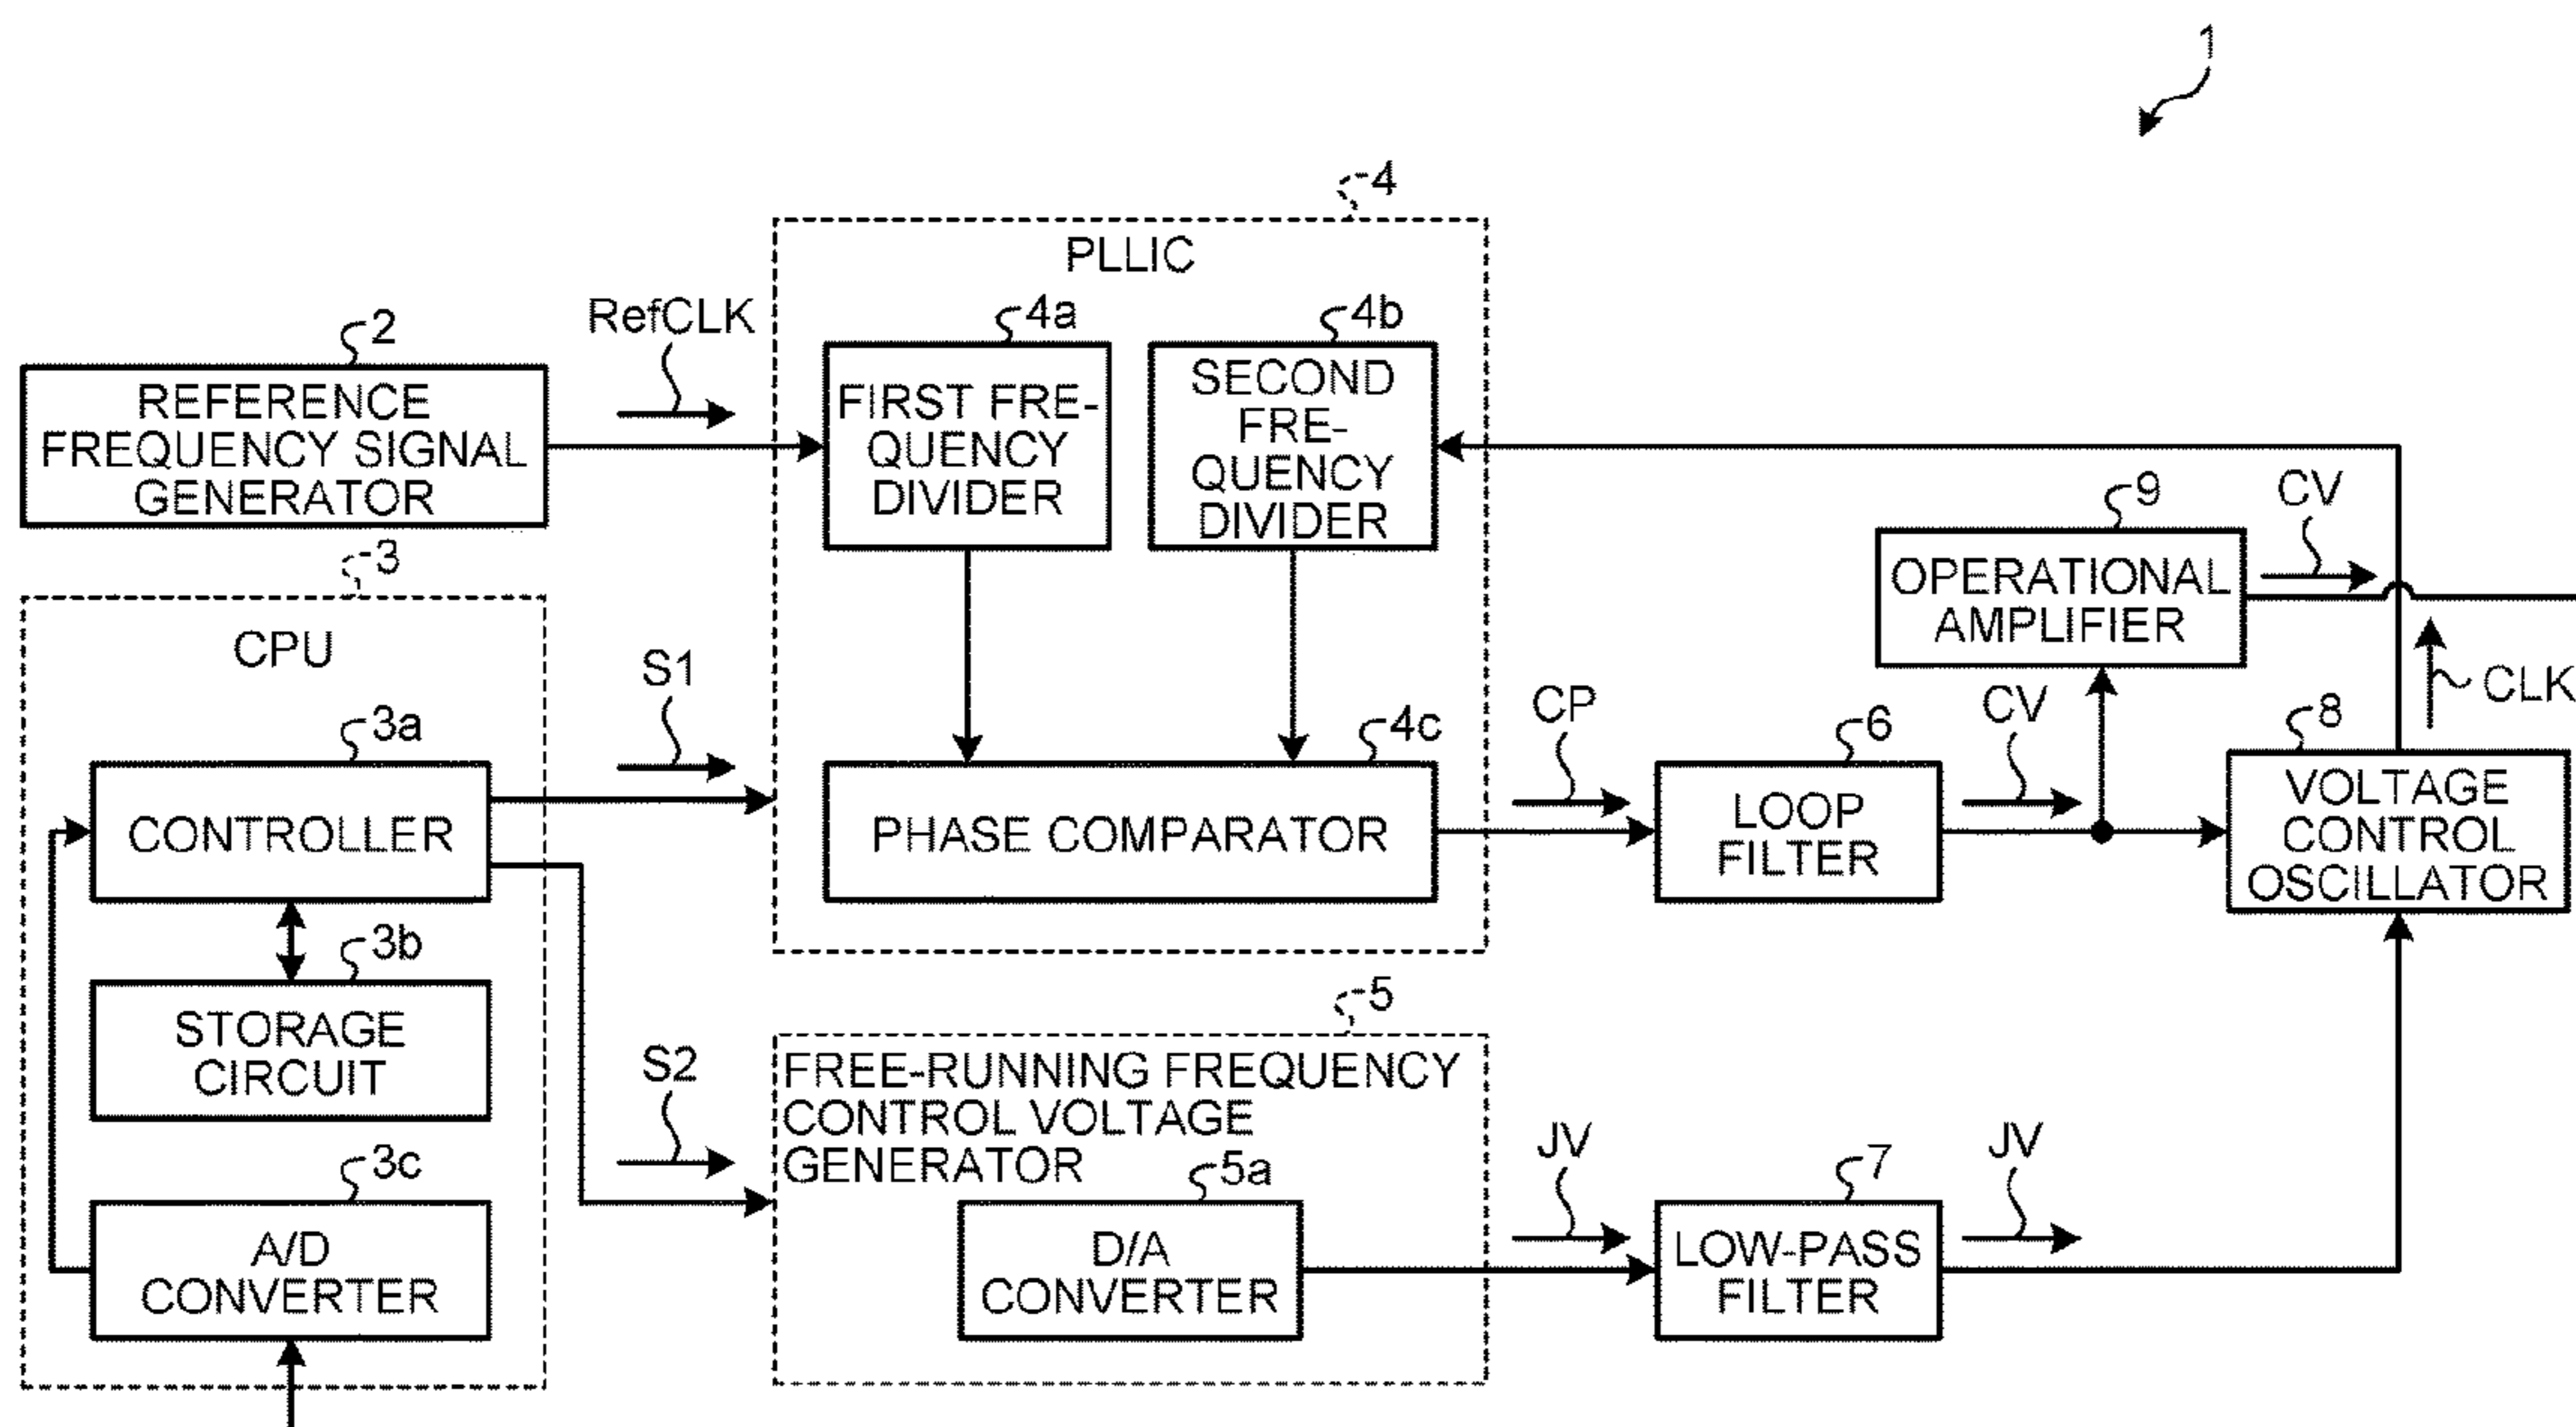 1
4
PLLIC
2
RefCLK
4a
4b
REFERENCE
FREQUENCY SIGNAL
GENERATOR
FIRST FRE-
QUENCY
DIVIDER
SECOND
FRE-
QUENCY
DIVIDER
9
CV
OPERATIONAL
AMPLIFIER
3
CPU
S1
3a
CONTROLLER
4c
PHASE COMPARATOR
CP
6
LOOP
FILTER
CV
8
CLK
VOLTAGE
CONTROL
OSCILLATOR
3b
STORAGE
CIRCUIT
S2
5
FREE-RUNNING FREQUENCY
CONTROL VOLTAGE
GENERATOR
3c
A/D
CONVERTER
5a
D/A
CONVERTER
JV
7
LOW-PASS
FILTER
JV